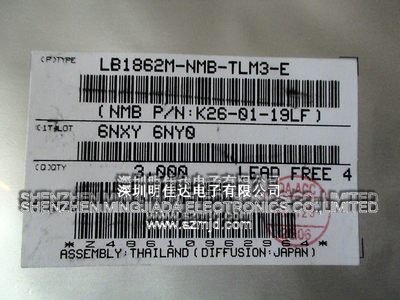 (P)TYPE LB1862M-NMB-TLM3-E
(NMB P/N:K26-01-19LF)
(1T)LOT 6NXY 6NY0
(Q)QTY 3,000 LEAD FREE 4
深圳明佳达电子有限公司
SHENZHEN MINGJIADA ELECTRONICS CO., LIMITED
www.szmjd.com
*Z48610962964*
ASSEMBLY:THAILAND(DIFFUSION:JAPAN)